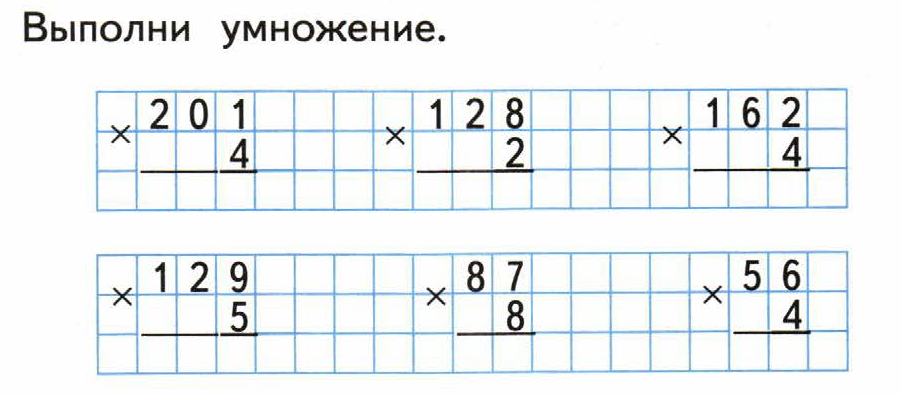 Выполни умножение.
× 201 × 128 × 162
4 2 4
× 129 × 87 × 56
5 8 4